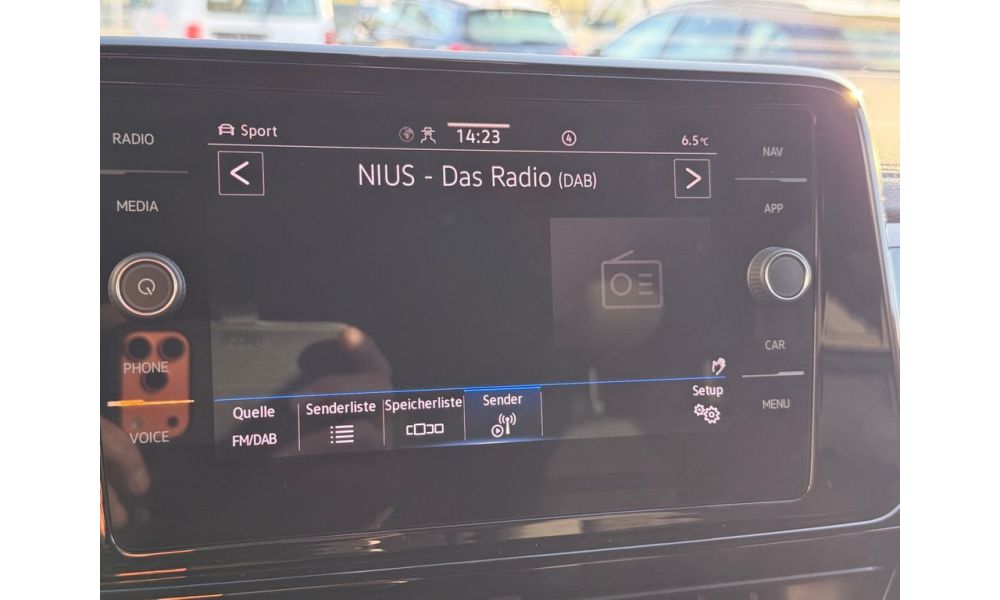 RADIO
MEDIA
PHONE
VOICE
Sport
14:23
4
6.5°C
<
NIUS - Das Radio (DAB)
>
Quelle
FM/DAB
Senderliste
Speicherliste
Sender
Setup
NAV
APP
CAR
MENU